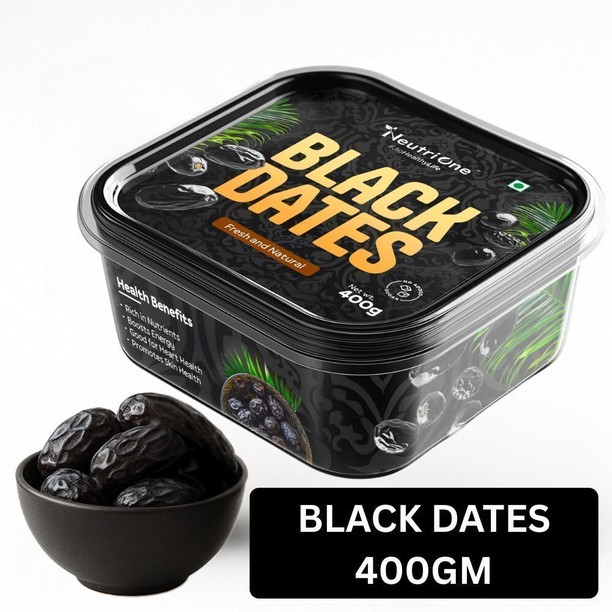 NeutriOne
BLACK
DATES
Fresh and Natural
Net wt.
400g
Health Benefits
• Rich in Nutrients
• Boosts Energy
• Good for Heart Health
• Promotes Skin Health
BLACK DATES
400GM